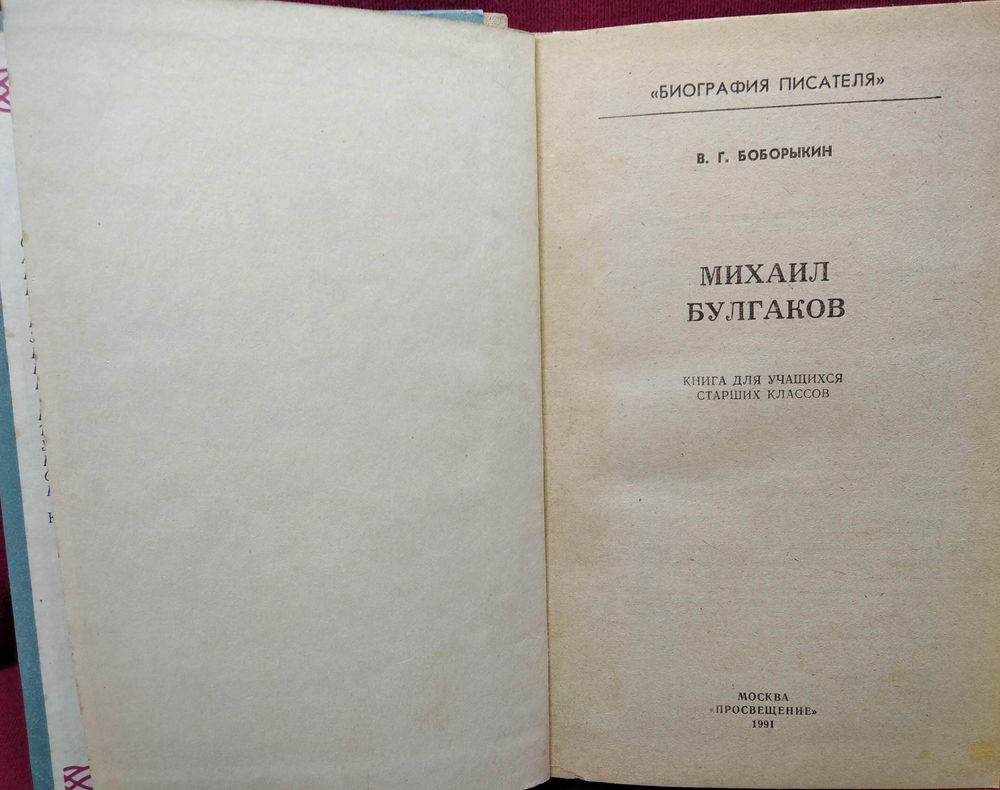 «БИОГРАФИЯ ПИСАТЕЛЯ»
В. Г. БОБОРЫКИН
МИХАИЛ
БУЛГАКОВ
КНИГА ДЛЯ УЧАЩИХСЯ
СТАРШИХ КЛАССОВ
МОСКВА
«ПРОСВЕЩЕНИЕ»
1991